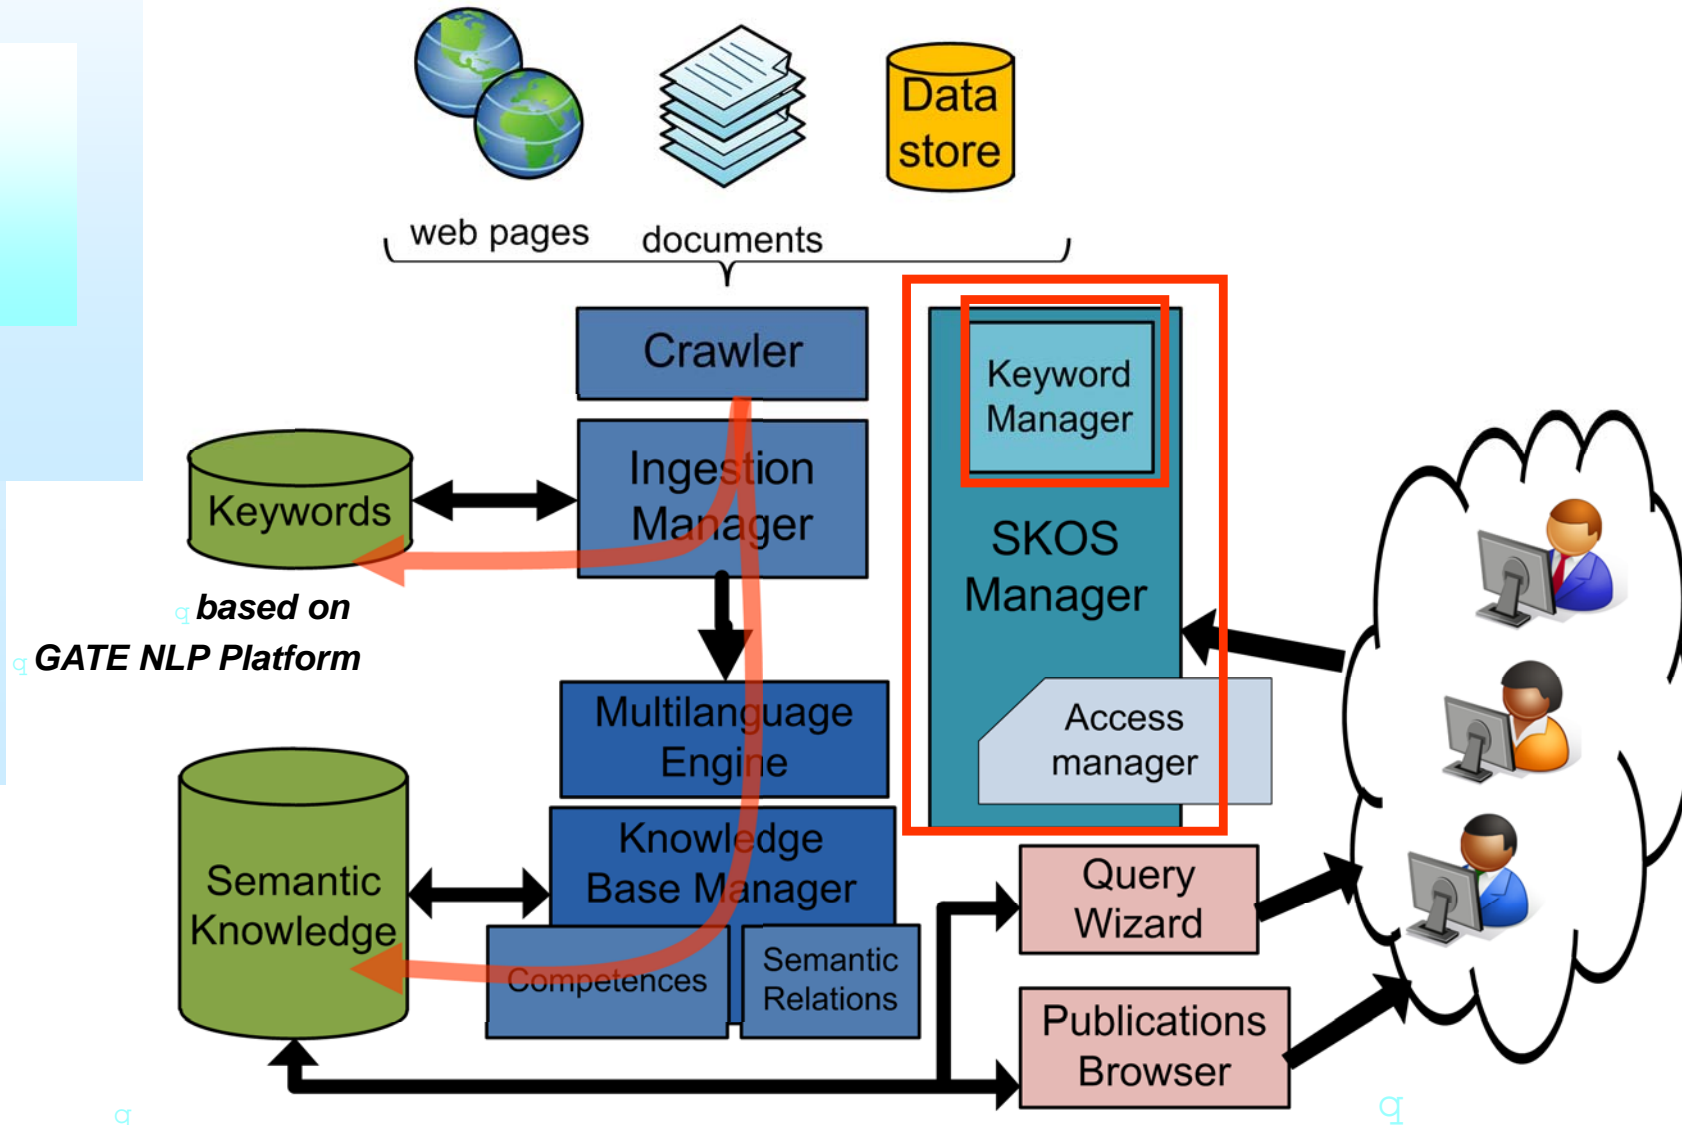 Data
store
web pages
documents
Crawler
Keyword
Manager
Ingestion
Manager
Keywords
SKOS
Manager
q based on
q GATE NLP Platform
Multilanguage
Engine
Access
manager
Knowledge
Base Manager
Semantic
Knowledge
Query
Wizard
Competences
Semantic
Relations
Publications
Browser
q
q